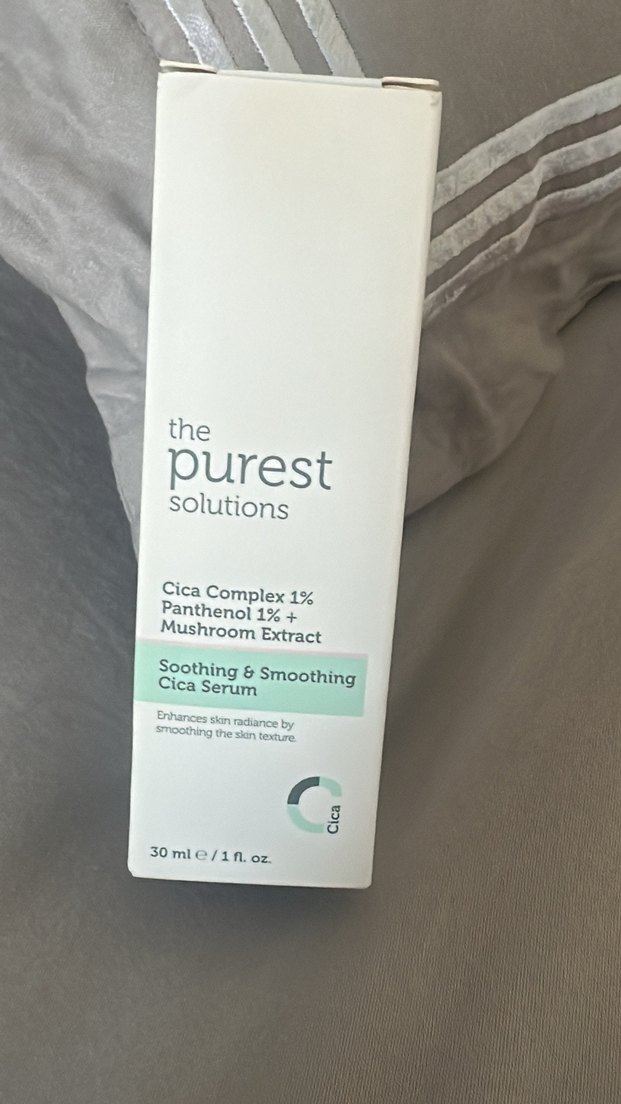 the
purest
solutions
Cica Complex 1%
Panthenol 1% +
Mushroom Extract
Soothing & Smoothing
Cica Serum
Enhances skin radiance by
smoothing the skin texture.
Cica
30 ml ℮ / 1 fl. oz.